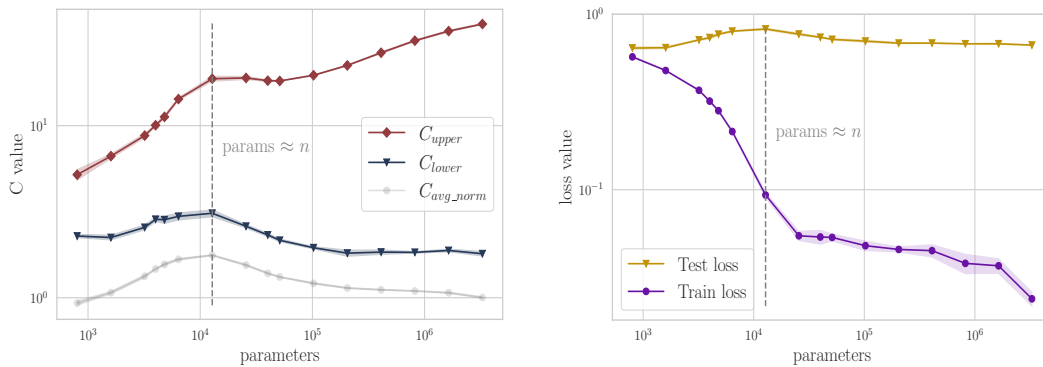 C value
10^1
10^0
params ≈ n
C_upper
C_lower
C_avg_norm
10^3
10^4
10^5
10^6
parameters
loss value
10^0
10^-1
params ≈ n
Test loss
Train loss
10^3
10^4
10^5
10^6
parameters